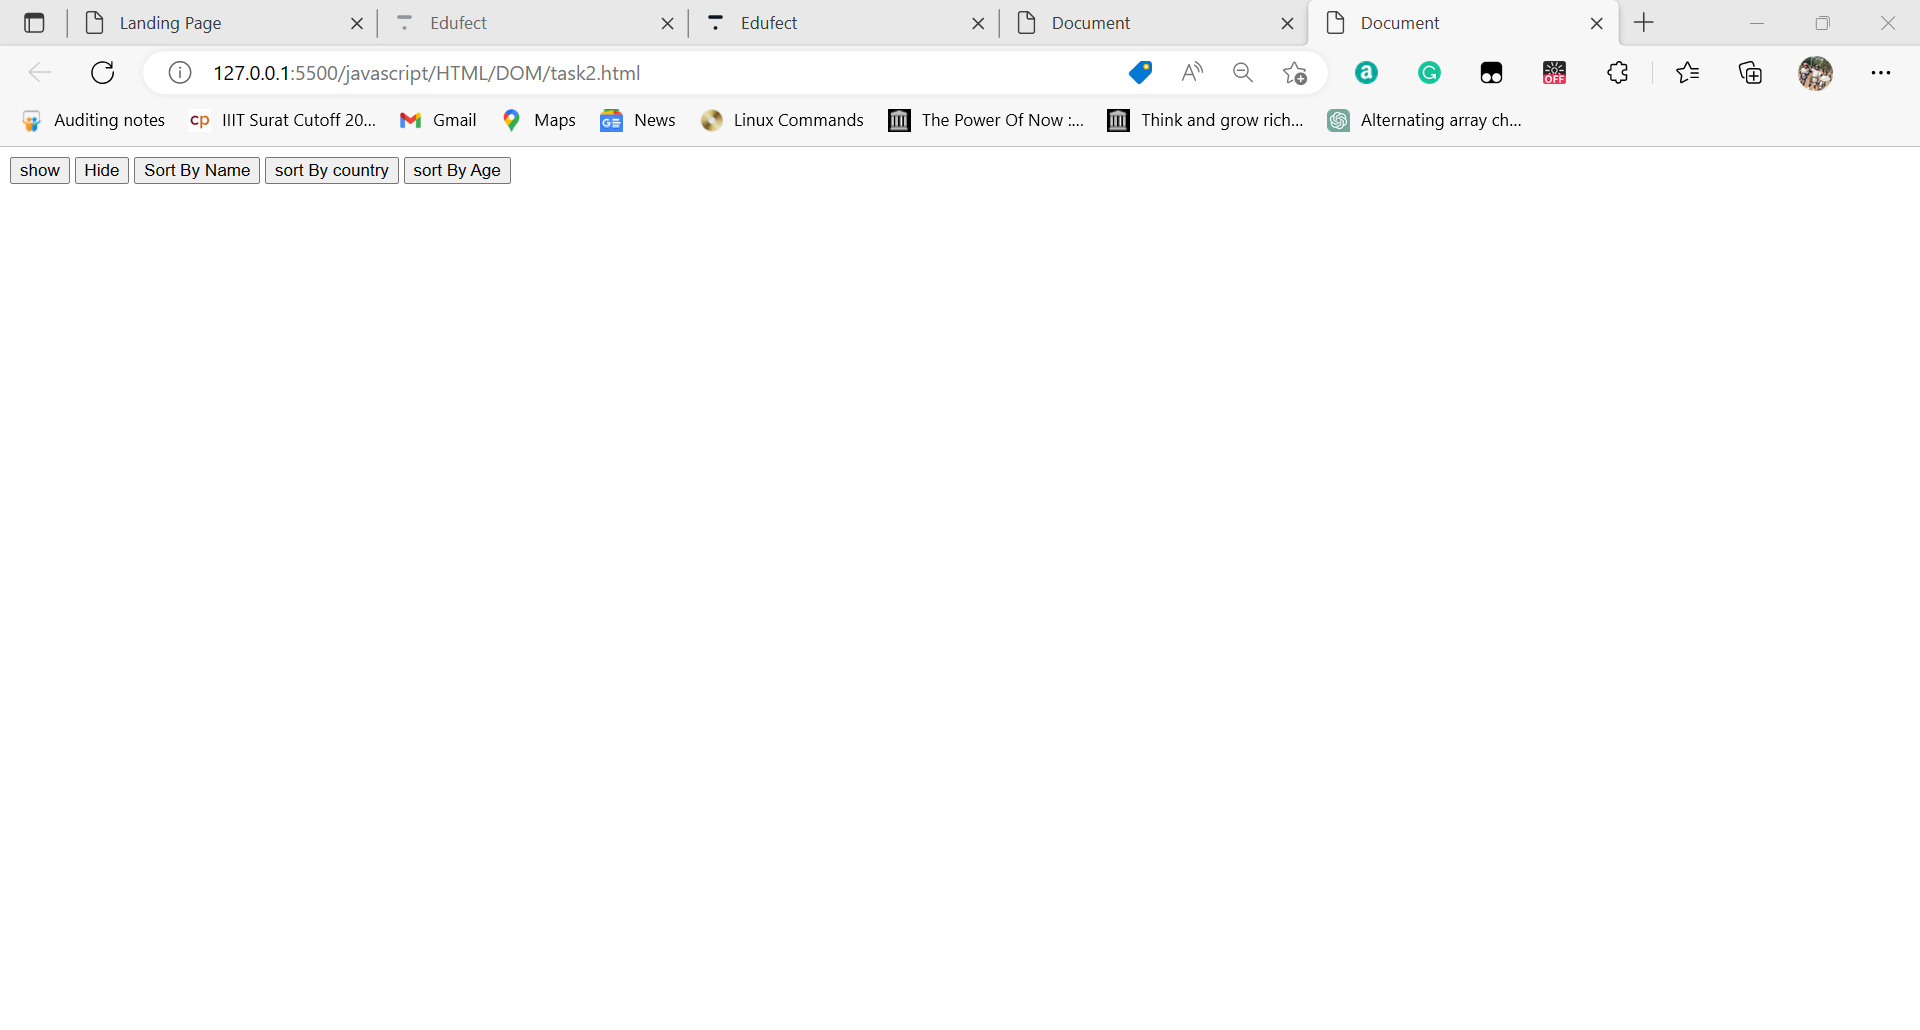 Landing Page Edufect Edufect Document Document
127.0.0.1:5500/javascript/HTML/DOM/task2.html A a G OFF
Auditing notes cp IIIT Surat Cutoff 20... Gmail Maps GE News Linux Commands The Power Of Now :... Think and grow rich... Alternating array ch...
show Hide Sort By Name sort By country sort By Age